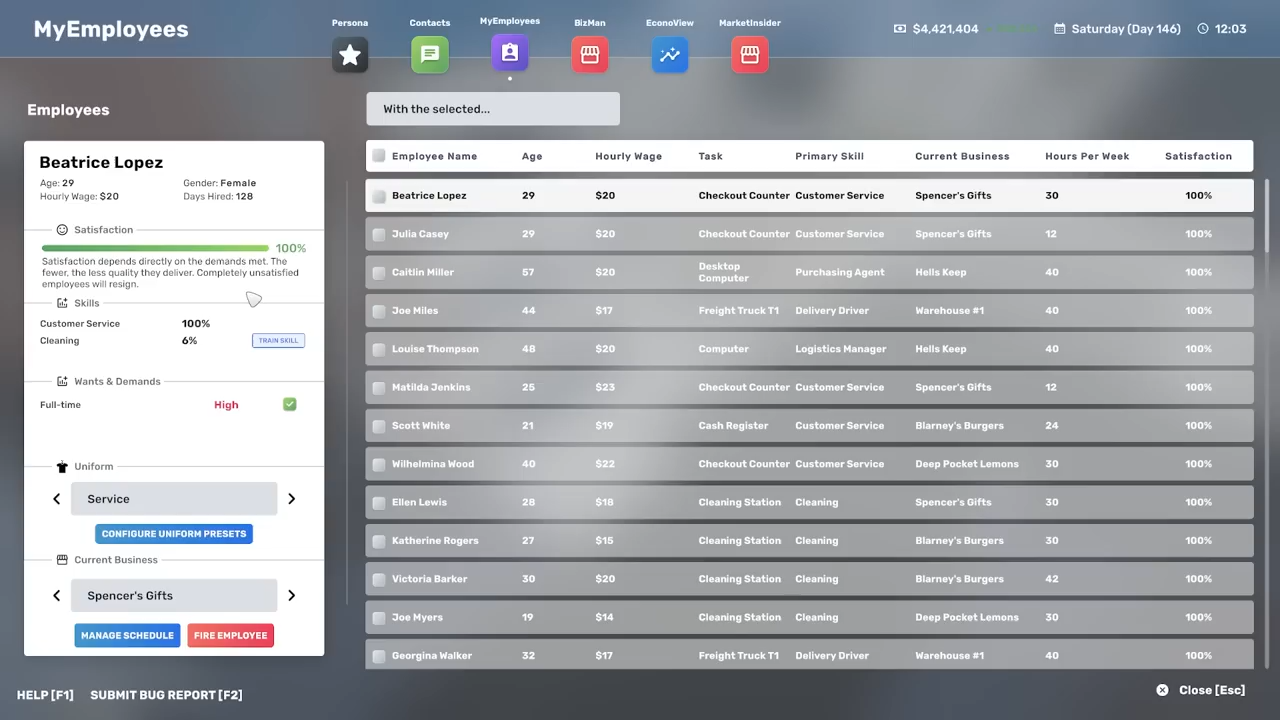 MyEmployees
Persona
Contacts
MyEmployees
BizMan
EconoView
MarketInsider
$4,421,404
Saturday (Day 146)
12:03
Employees
With the selected...
Beatrice Lopez
Age: 29
Gender: Female
Hourly Wage: $20
Days Hired: 128
Satisfaction
100%
Satisfaction depends directly on the demands met. The
fewer, the less quality they deliver. Completely unsatisfied
employees will resign.
Skills
Customer Service 100%
Cleaning 6% TRAIN SKILL
Wants & Demands
Full-time High
Uniform
Service
CONFIGURE UNIFORM PRESETS
Current Business
Spencer's Gifts
MANAGE SCHEDULE FIRE EMPLOYEE
Employee Name Age Hourly Wage Task Primary Skill Current Business Hours Per Week Satisfaction
Beatrice Lopez 29 $20 Checkout Counter Customer Service Spencer's Gifts 30 100%
Julia Casey 29 $20 Checkout Counter Customer Service Spencer's Gifts 12 100%
Caitlin Miller 57 $20 Desktop Computer Purchasing Agent Hells Keep 40 100%
Joe Miles 44 $17 Freight Truck T1 Delivery Driver Warehouse #1 40 100%
Louise Thompson 48 $20 Computer Logistics Manager Hells Keep 40 100%
Matilda Jenkins 25 $23 Checkout Counter Customer Service Spencer's Gifts 12 100%
Scott White 21 $19 Cash Register Customer Service Blarney's Burgers 24 100%
Wilhelmina Wood 40 $22 Checkout Counter Customer Service Deep Pocket Lemons 30 100%
Ellen Lewis 28 $18 Cleaning Station Cleaning Spencer's Gifts 30 100%
Katherine Rogers 27 $15 Cleaning Station Cleaning Blarney's Burgers 30 100%
Victoria Barker 30 $20 Cleaning Station Cleaning Blarney's Burgers 42 100%
Joe Myers 19 $14 Cleaning Station Cleaning Deep Pocket Lemons 30 100%
Georgina Walker 32 $17 Freight Truck T1 Delivery Driver Warehouse #1 40 100%
HELP [F1] SUBMIT BUG REPORT [F2]
Close [Esc]